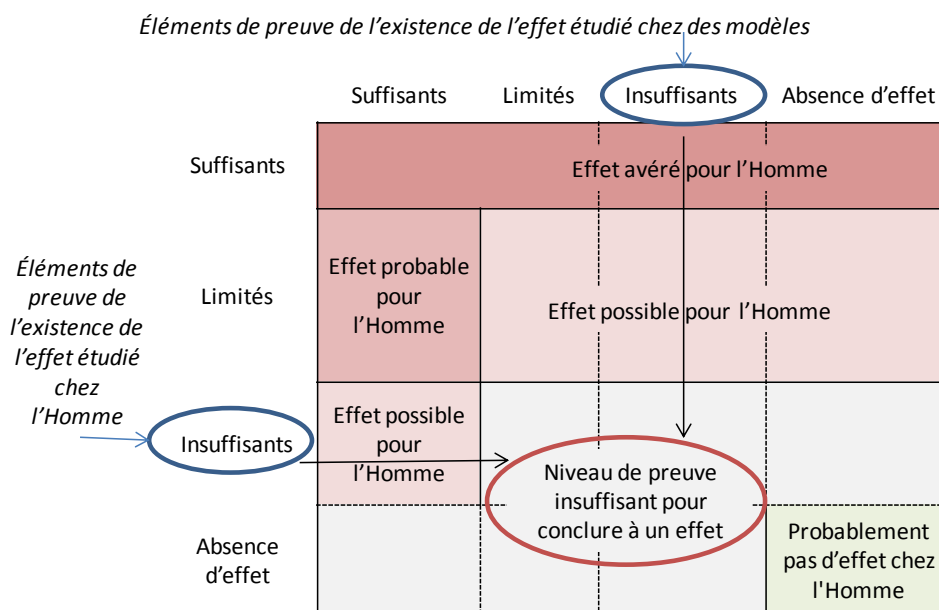 Éléments de preuve de l'existence de l'effet étudié chez des modèles
Suffisants Limités Insuffisants Absence d'effet
Suffisants
Effet avéré pour l'Homme
Éléments de
preuve de
l'existence de
l'effet étudié
chez
l'Homme
Limités
Effet probable
pour
l'Homme
Effet possible pour l'Homme
Insuffisants
Effet possible
pour
l'Homme
Niveau de preuve
insuffisant pour
conclure à un effet
Absence
d'effet
Probablement
pas d'effet chez
l'Homme